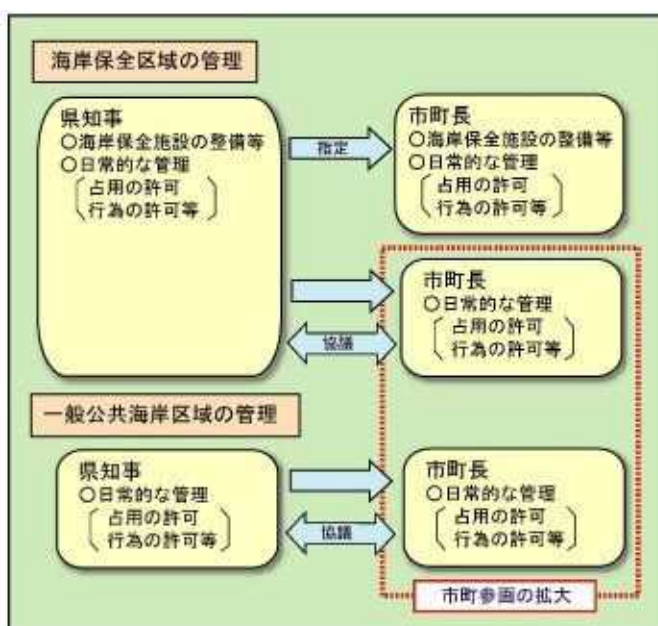 海岸保全区域の管理
県知事
○海岸保全施設の整備等
○日常的な管理
占用の許可
行為の許可等
指定
市町長
○海岸保全施設の整備等
○日常的な管理
占用の許可
行為の許可等
市町長
○日常的な管理
占用の許可
行為の許可等
協議
一般公共海岸区域の管理
県知事
○日常的な管理
占用の許可
行為の許可等
協議
市町長
○日常的な管理
占用の許可
行為の許可等
市町参画の拡大